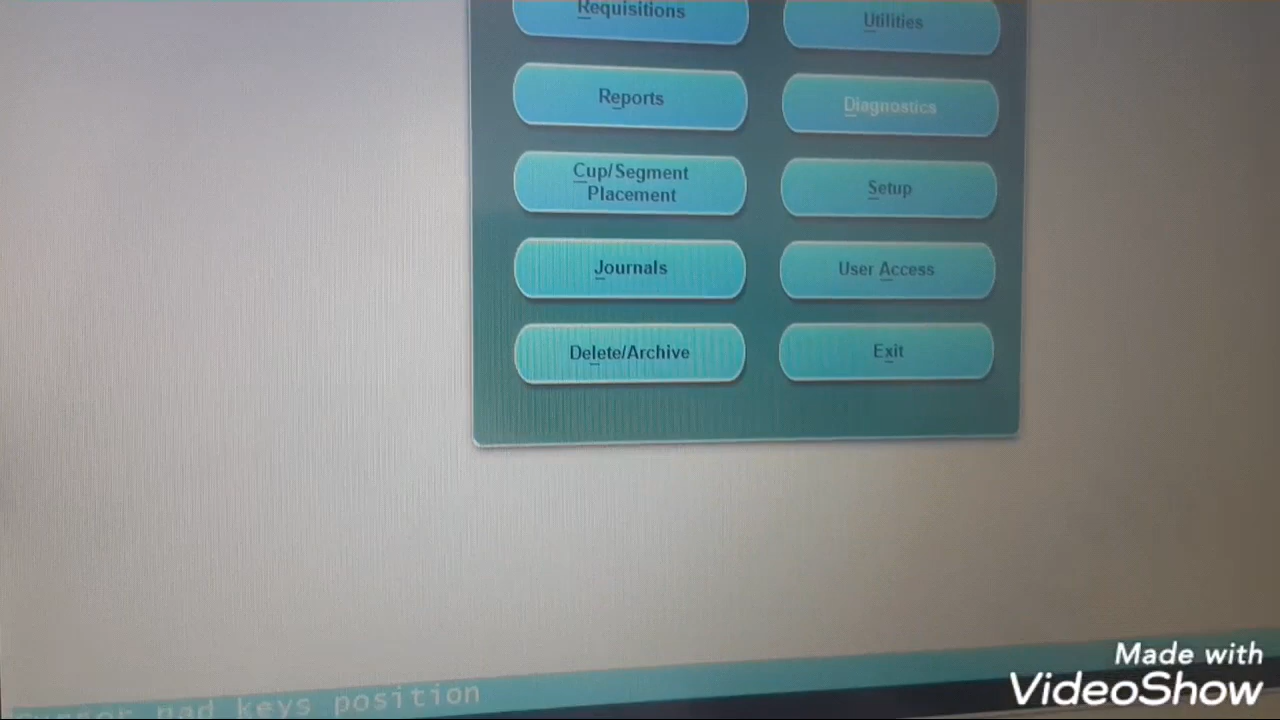 Requisitions
Utilities
Reports
Diagnostics
Cup/Segment
Placement
Setup
Journals
User Access
Delete/Archive
Exit
pad keys position
Made with
VideoShow